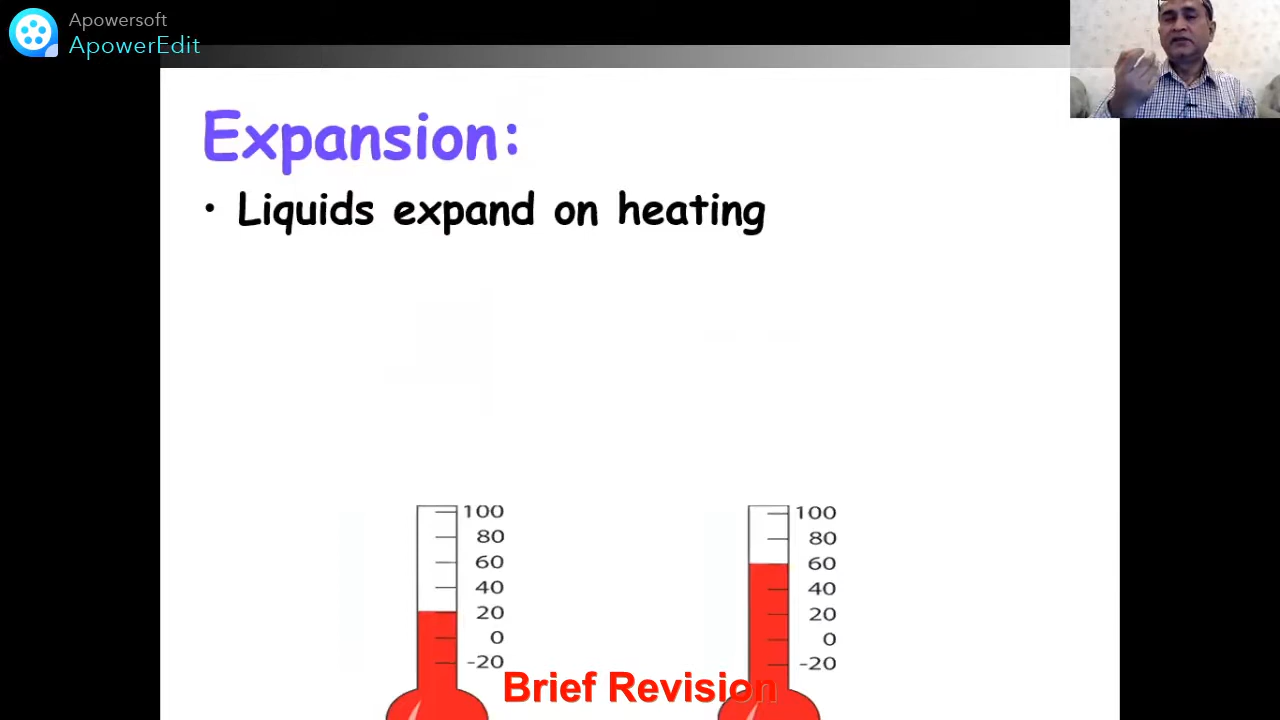 Apowersoft
ApowerEdit
Expansion:
• Liquids expand on heating
100
80
60
40
20
0
-20
100
80
60
40
20
0
-20
Brief Revision